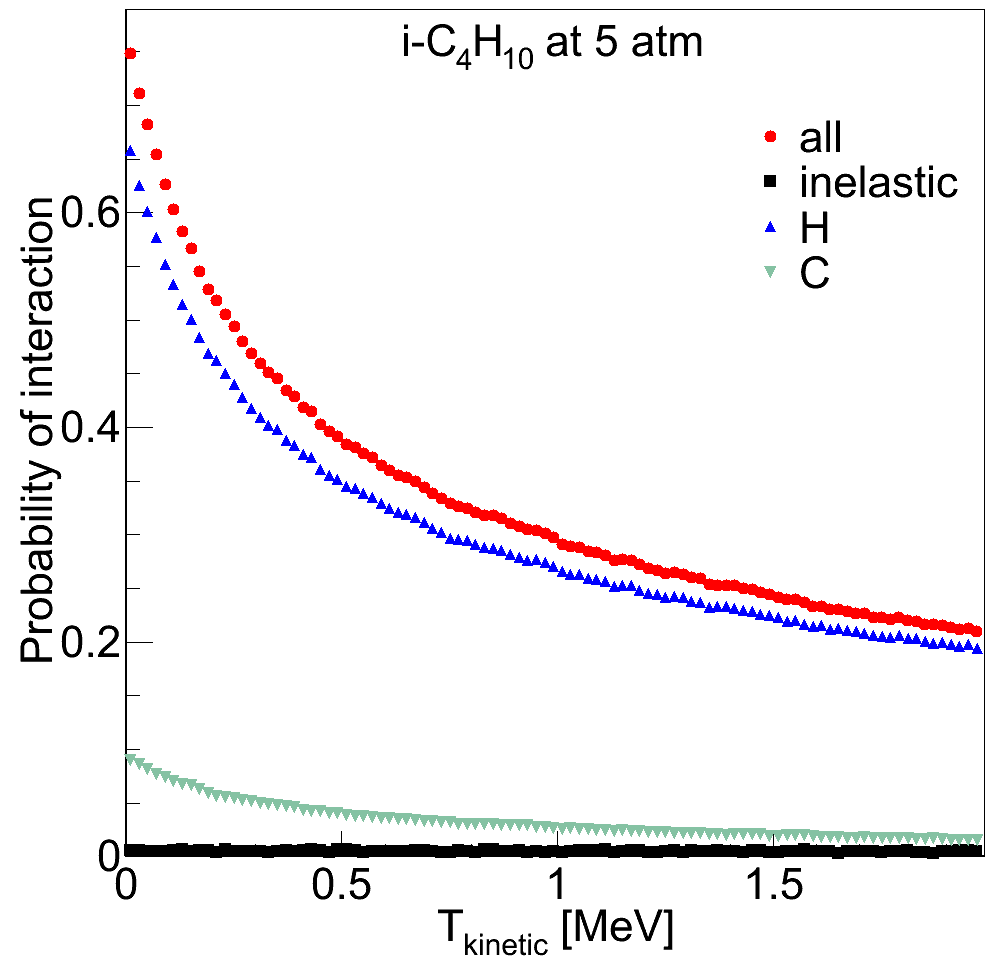 i-C₄H₁₀ at 5 atm
all
inelastic
H
C
Probability of interaction
0.6
0.4
0.2
0
0 0.5 1 1.5
T_kinetic [MeV]